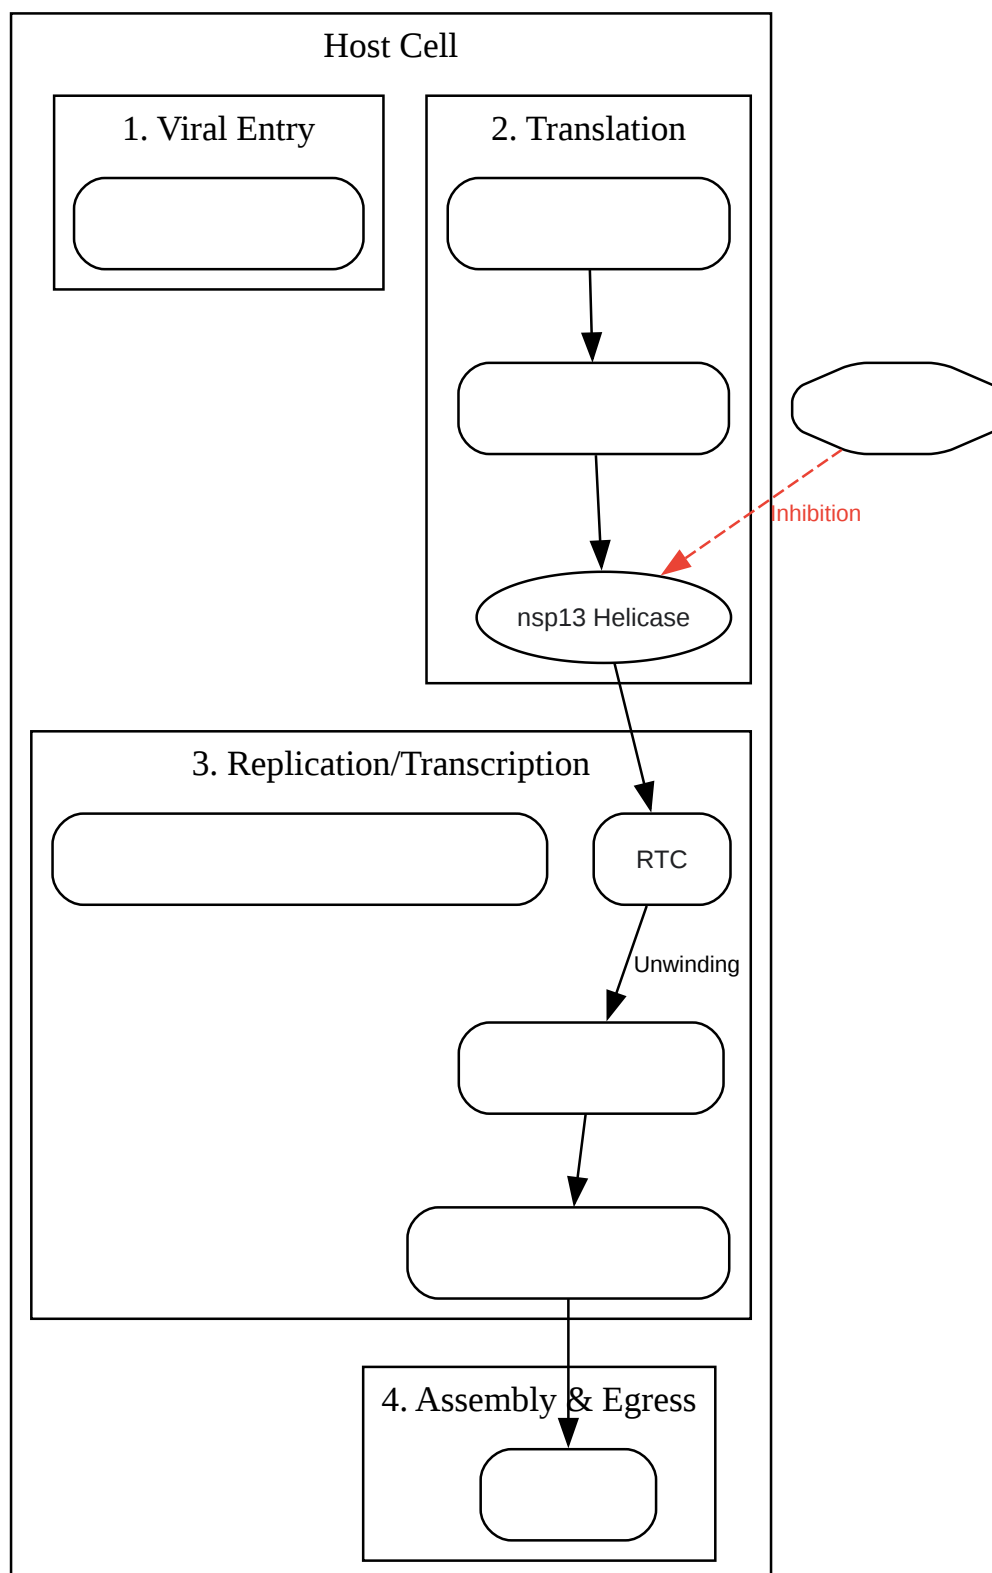 Host Cell
1. Viral Entry
2. Translation
Inhibition
nsp13 Helicase
3. Replication/Transcription
RTC
Unwinding
4. Assembly & Egress